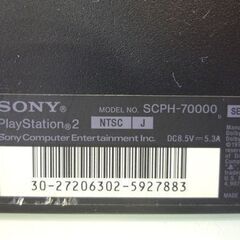 SONY MODEL NO. SCPH-70000
PlayStation®2 NTSC J
Sony Computer Entertainment Inc. DC8.5V⎓5.3A
30-27206302-5927883